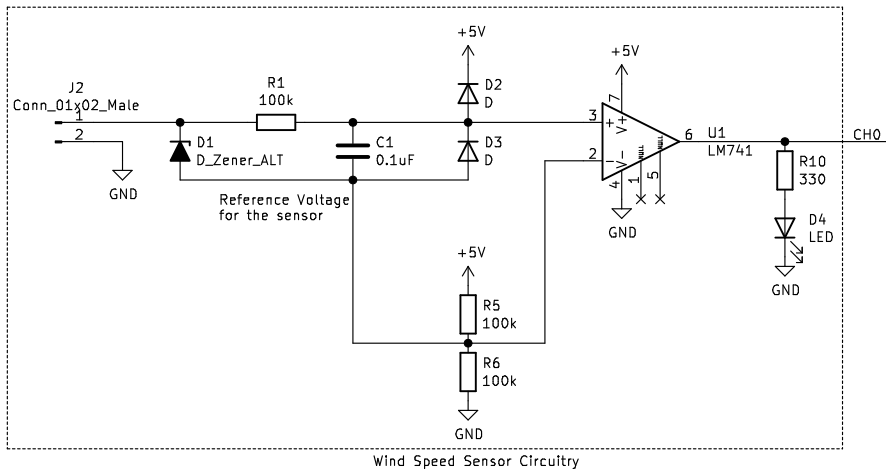 +5V
+5V
J2
Conn_01x02_Male
1
2
GND
R1
100k
D1
D_Zener_ALT
C1
0.1uF
D2
D
D3
D
Reference Voltage
for the sensor
7
3
+
V+
2
-
V-
4
1
NULL
5
NULL
6
U1
LM741
GND
CH0
R10
330
D4
LED
GND
+5V
R5
100k
R6
100k
GND
Wind Speed Sensor Circuitry